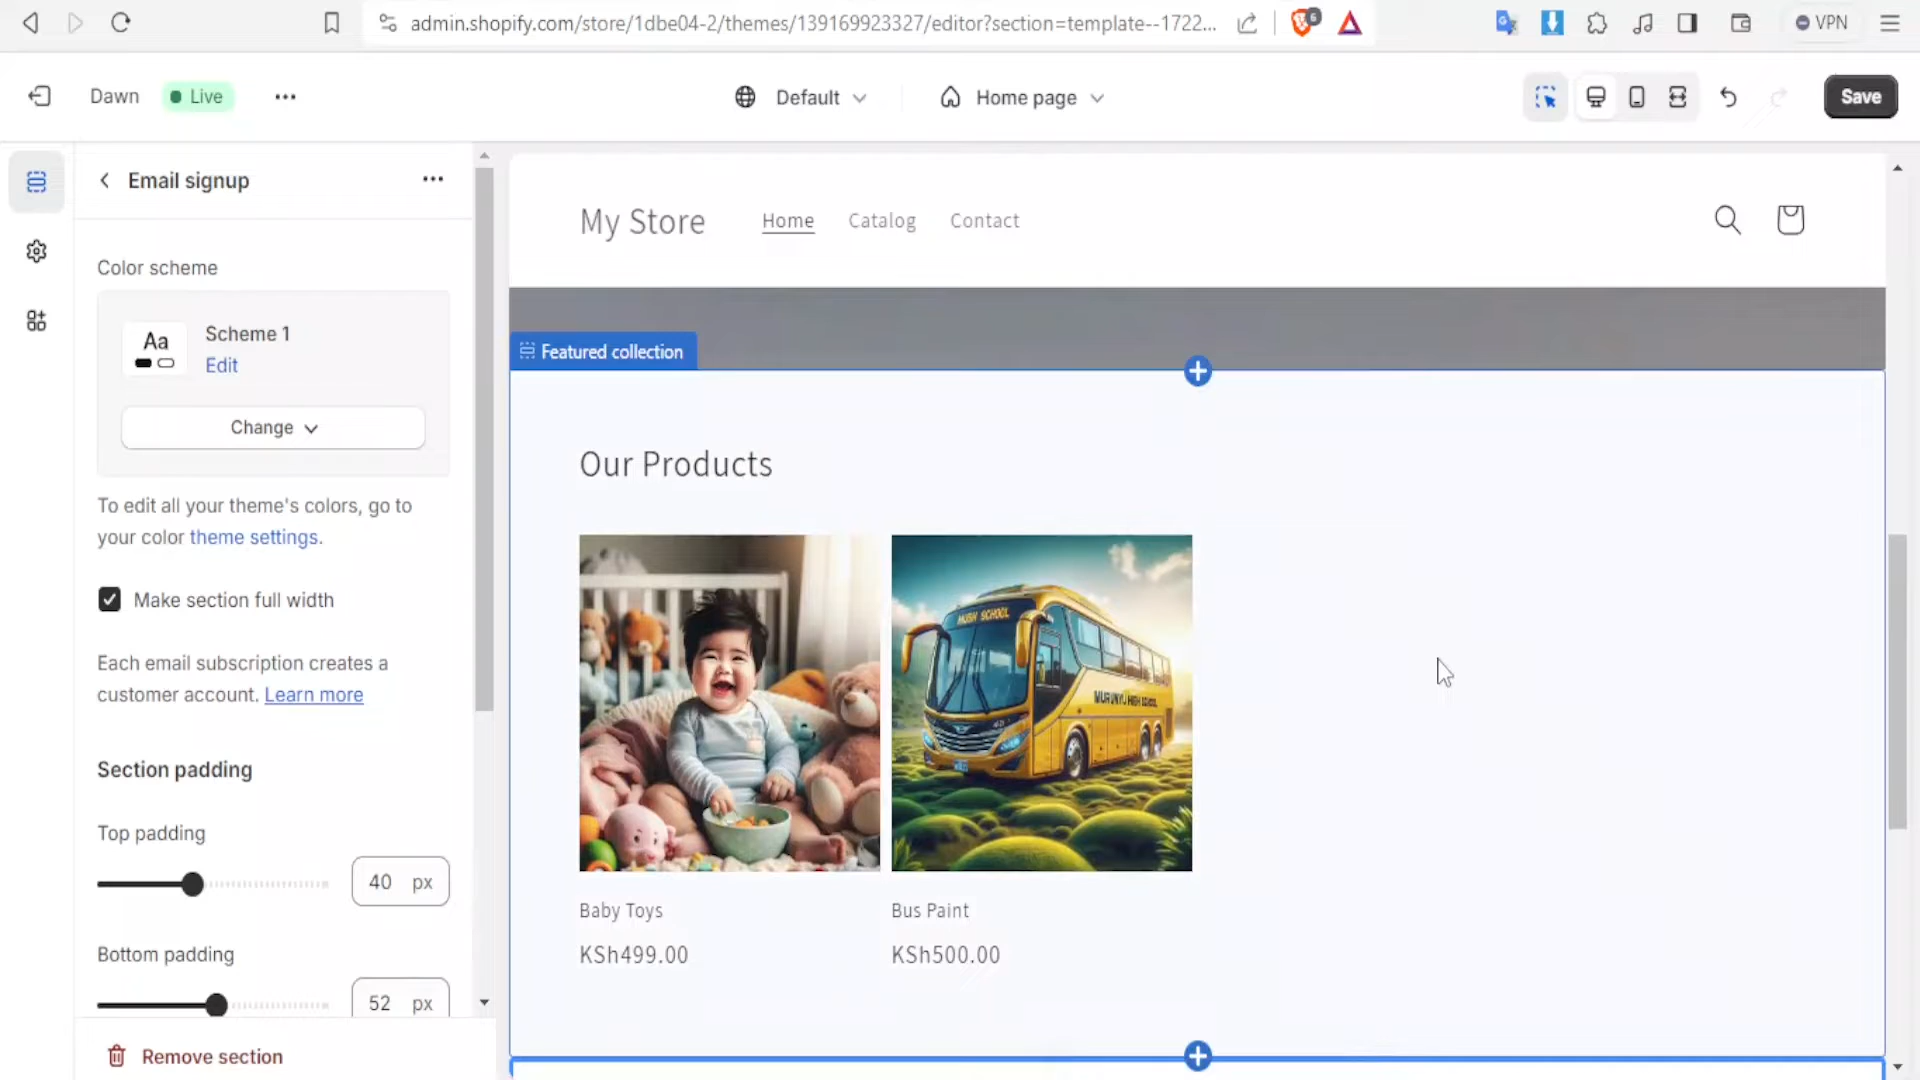 admin.shopify.com/store/1dbe04-2/themes/139169923327/editor?section=template--1722...
6
VPN
Dawn
Live
Default
Home page
Save
Email signup
Color scheme
Aa
Scheme 1
Edit
Change
To edit all your theme's colors, go to
your color theme settings.
Make section full width
Each email subscription creates a
customer account. Learn more
Section padding
Top padding
40 px
Bottom padding
52 px
Remove section
My Store
Home
Catalog
Contact
Featured collection
Our Products
Baby Toys
KSh499.00
Bus Paint
KSh500.00